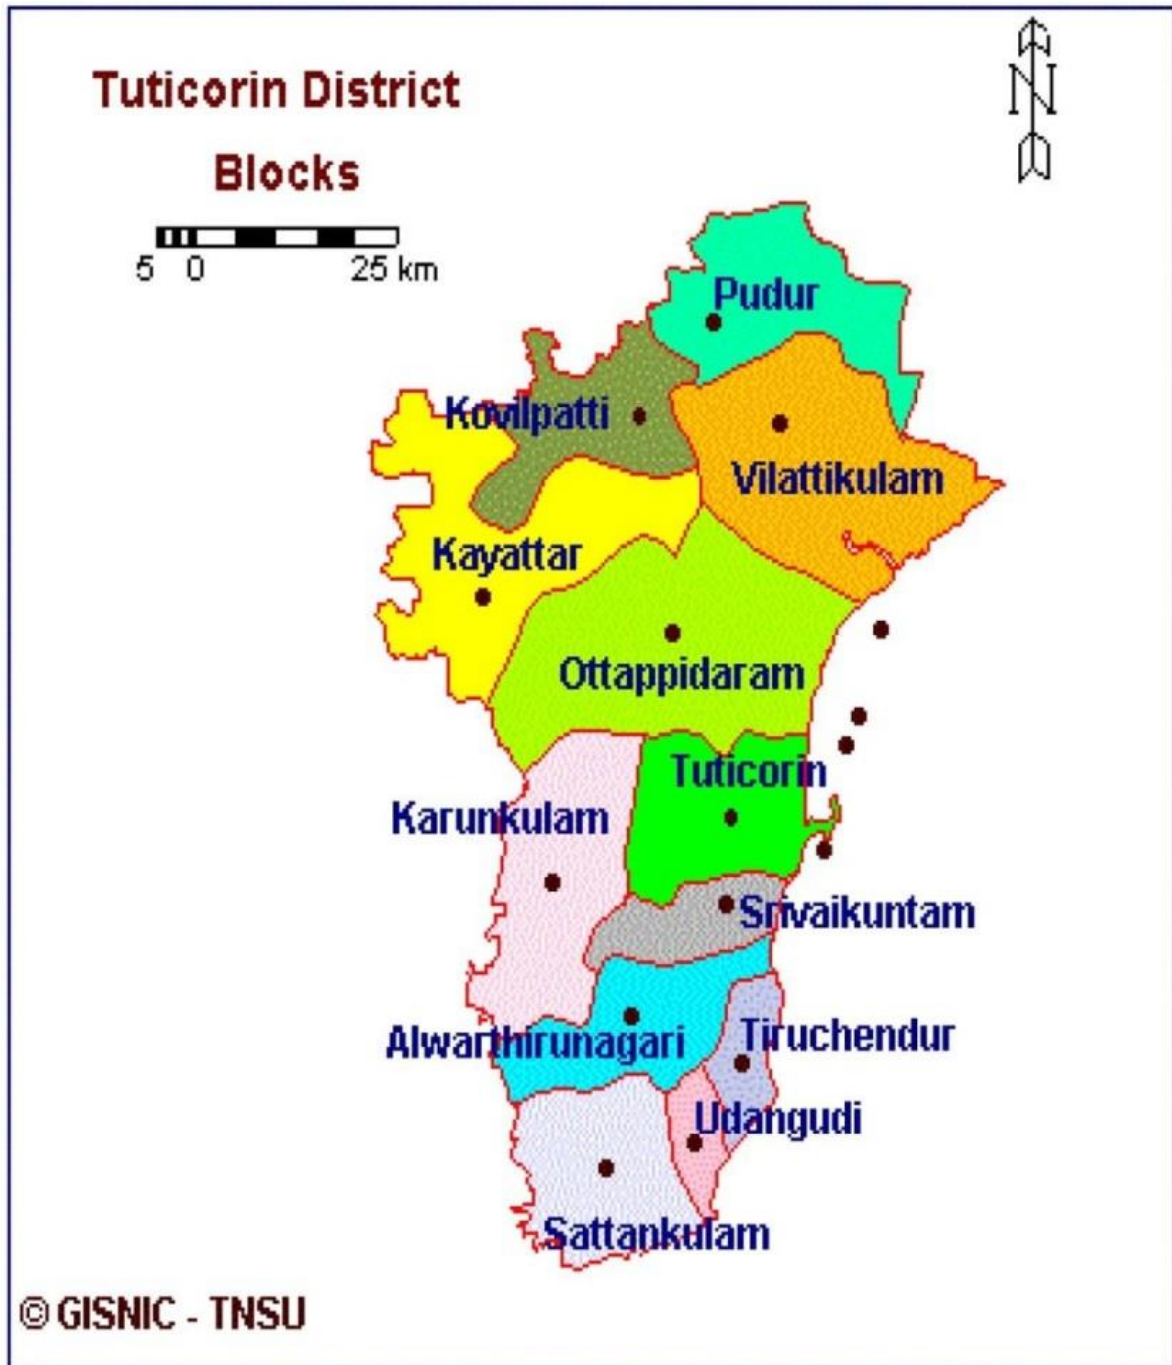 Tuticorin District
Blocks
N
5 0 25 km
Pudur
Kovilpatti
Vilattikulam
Kayattar
Ottappidaram
Tuticorin
Karunkulam
Srivaikuntam
Tiruchendur
Alwarthirunagari
Udangudi
Sattankulam
© GISNIC - TNSU